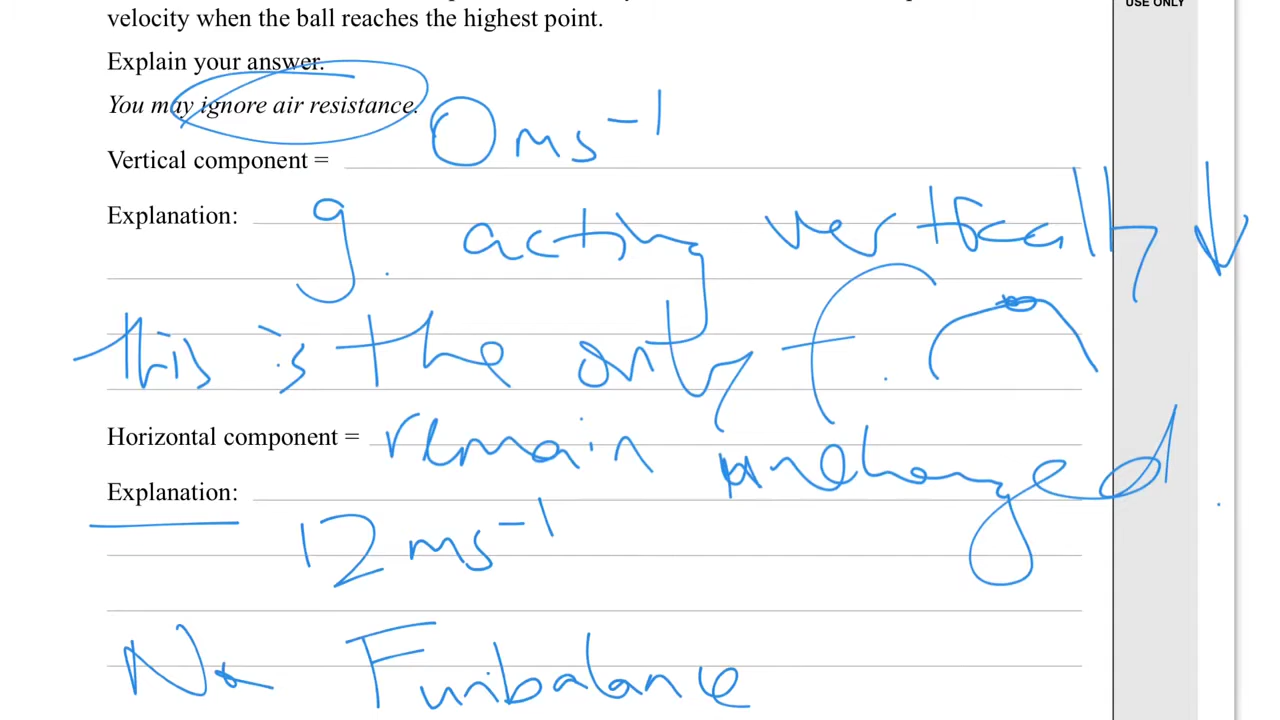 USE ONLY
velocity when the ball reaches the highest point.
Explain your answer.
You may ignore air resistance.
Vertical component = 0 ms⁻¹
Explanation: g. acting vertically ↓
this is the only f.
Horizontal component = remain unchanged
Explanation:
12 ms⁻¹
No F unbalance